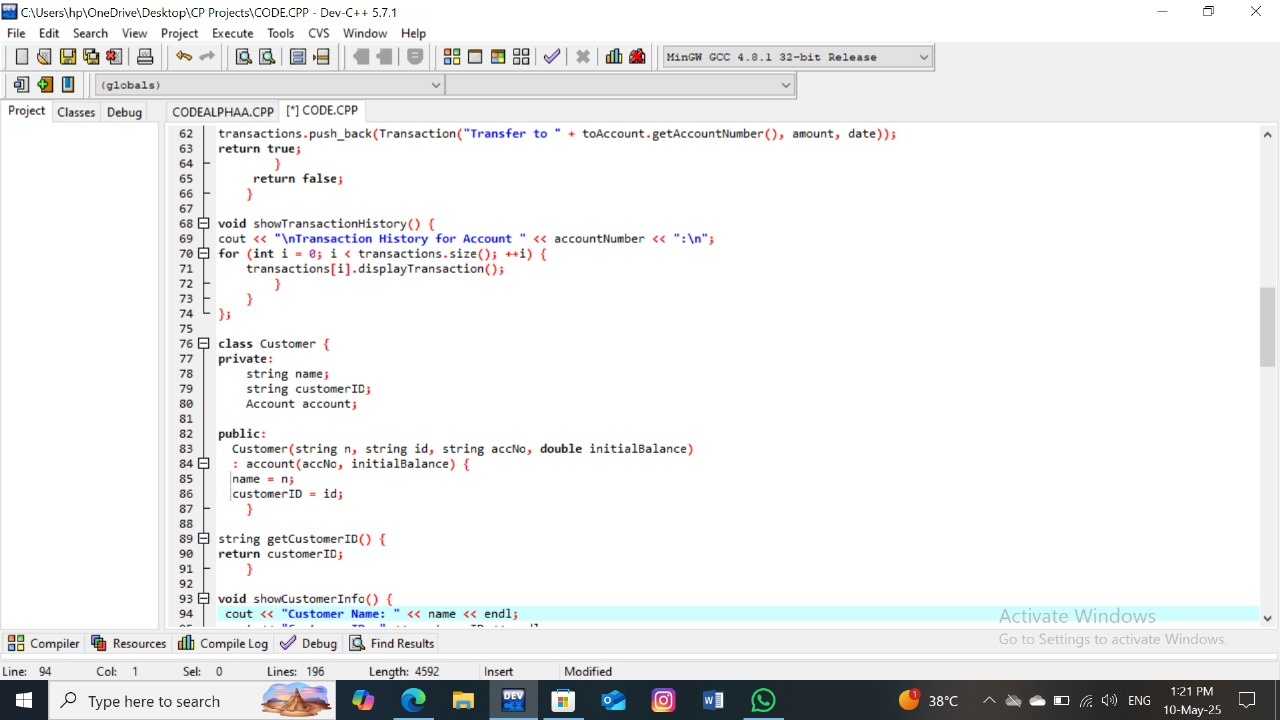 C:\Users\hp\OneDrive\Desktop\CP Projects\CODE.CPP - Dev-C++ 5.7.1
File Edit Search View Project Execute Tools CVS Window Help
MinGW GCC 4.8.1 32-bit Release
(globals)
Project Classes Debug CODEALPHAA.CPP [*] CODE.CPP
62 transactions.push_back(Transaction("Transfer to " + toAccount.getAccountNumber(), amount, date));
63 return true;
64 }
65 return false;
66 }
67
68 void showTransactionHistory() {
69 cout << "\nTransaction History for Account " << accountNumber << ":\n";
70 for (int i = 0; i < transactions.size(); ++i) {
71 transactions[i].displayTransaction();
72 }
73 }
74 };
75
76 class Customer {
77 private:
78 string name;
79 string customerID;
80 Account account;
81
82 public:
83 Customer(string n, string id, string accNo, double initialBalance)
84 : account(accNo, initialBalance) {
85 name = n;
86 customerID = id;
87 }
88
89 string getCustomerID() {
90 return customerID;
91 }
92
93 void showCustomerInfo() {
94 cout << "Customer Name: " << name << endl;
Activate Windows
Go to Settings to activate Windows.
Compiler Resources Compile Log Debug Find Results
Line: 94 Col: 1 Sel: 0 Lines: 196 Length: 4592 Insert Modified
Type here to search
DEV
1
38°C
ENG
1:21 PM
10-May-25